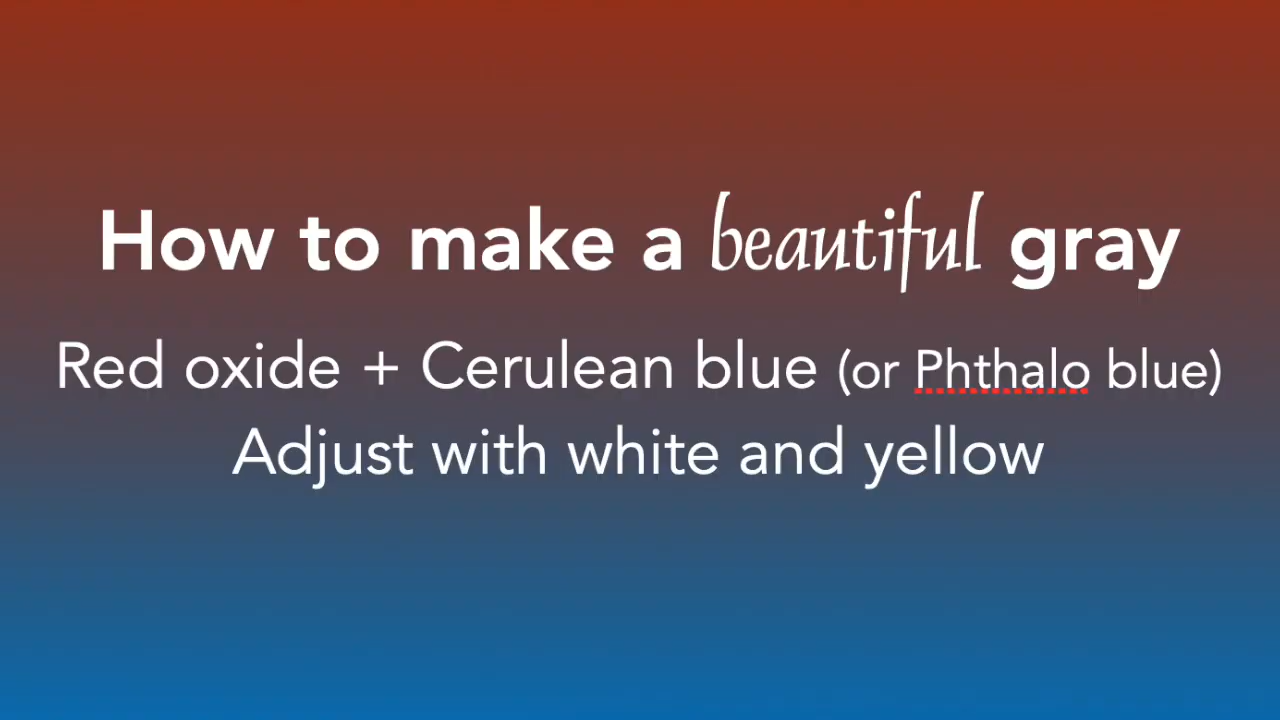 How to make a beautiful gray
Red oxide + Cerulean blue (or Phthalo blue)
Adjust with white and yellow